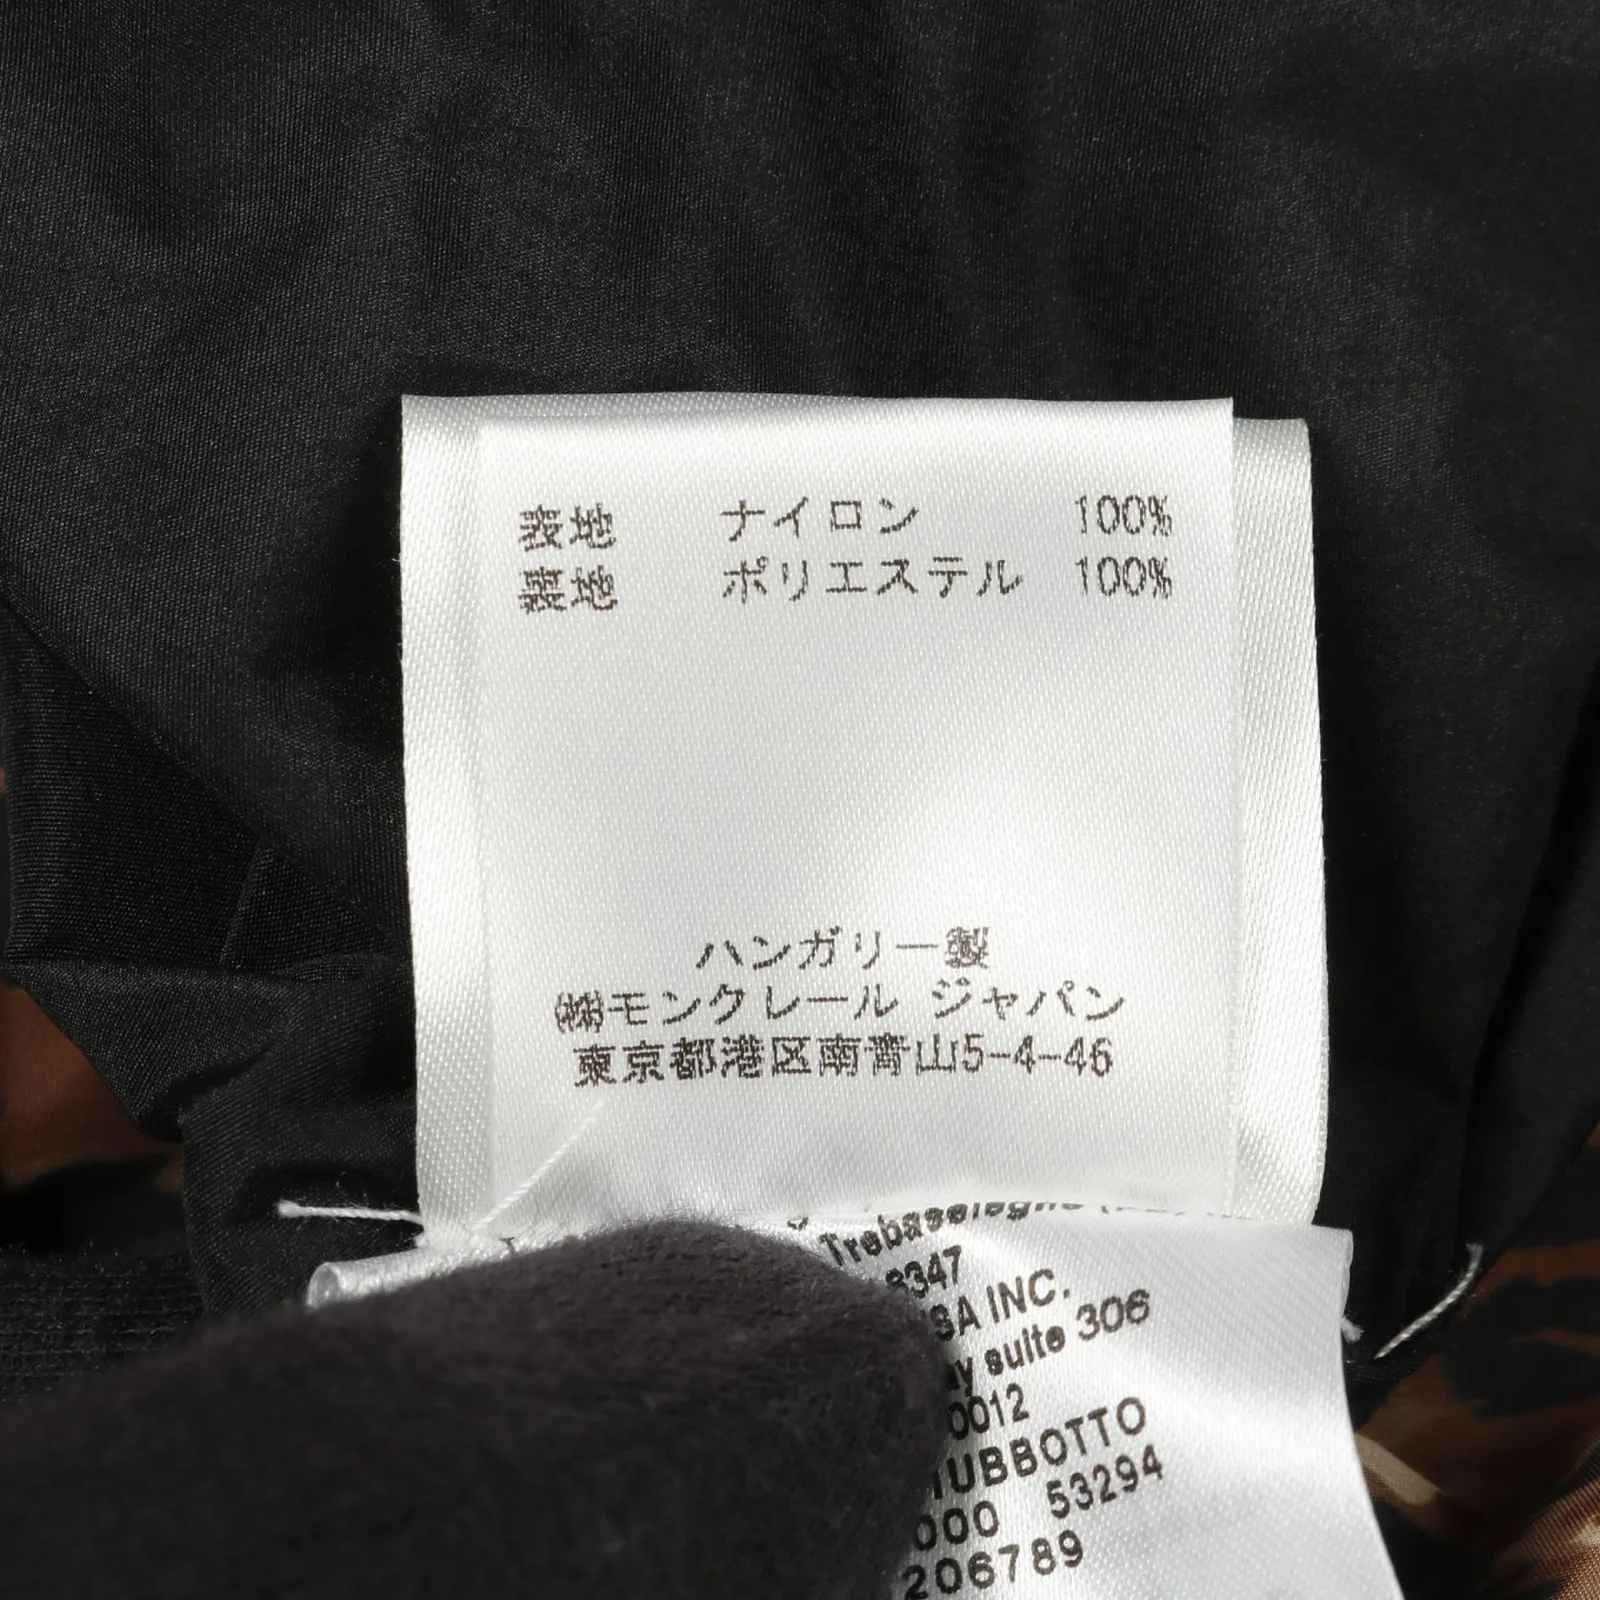 表地 ナイロン 100%
裏地 ポリエステル 100%
ハンガリー製
㈱モンクレール ジャパン
東京都港区南青山5-4-46
Trebaseleghe
8347
SA INC.
suite 306
0012
IUBBOTTO
000 53294
206789